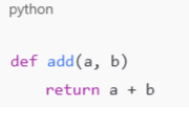 python
def add(a, b)
    return a + b